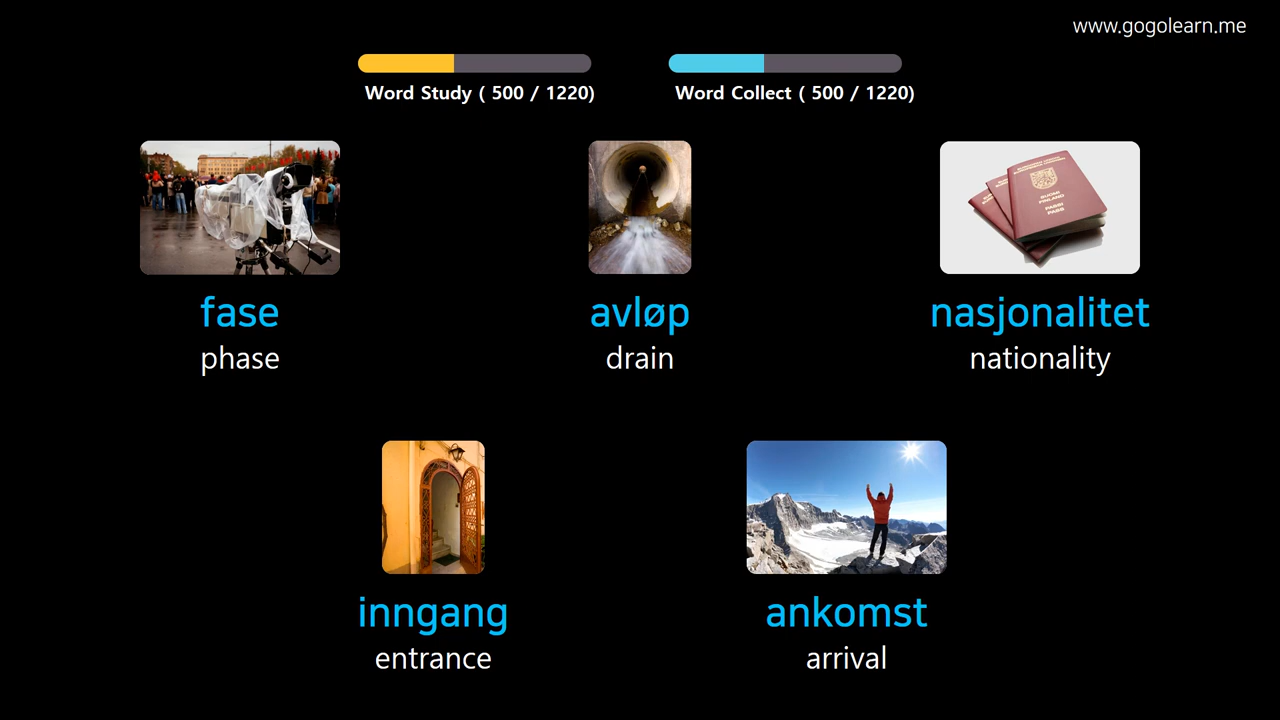 www.gogolearn.me
Word Study ( 500 / 1220)
Word Collect ( 500 / 1220)
fase
phase
avløp
drain
nasjonalitet
nationality
inngang
entrance
ankomst
arrival